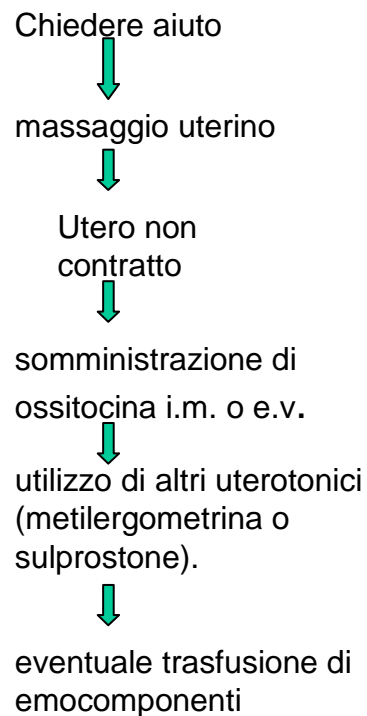 Chiedere aiuto
massaggio uterino
Utero non
contratto
somministrazione di
ossitocina i.m. o e.v.
utilizzo di altri uterotonici
(metilergometrina o
sulprostone).
eventuale trasfusione di
emocomponenti